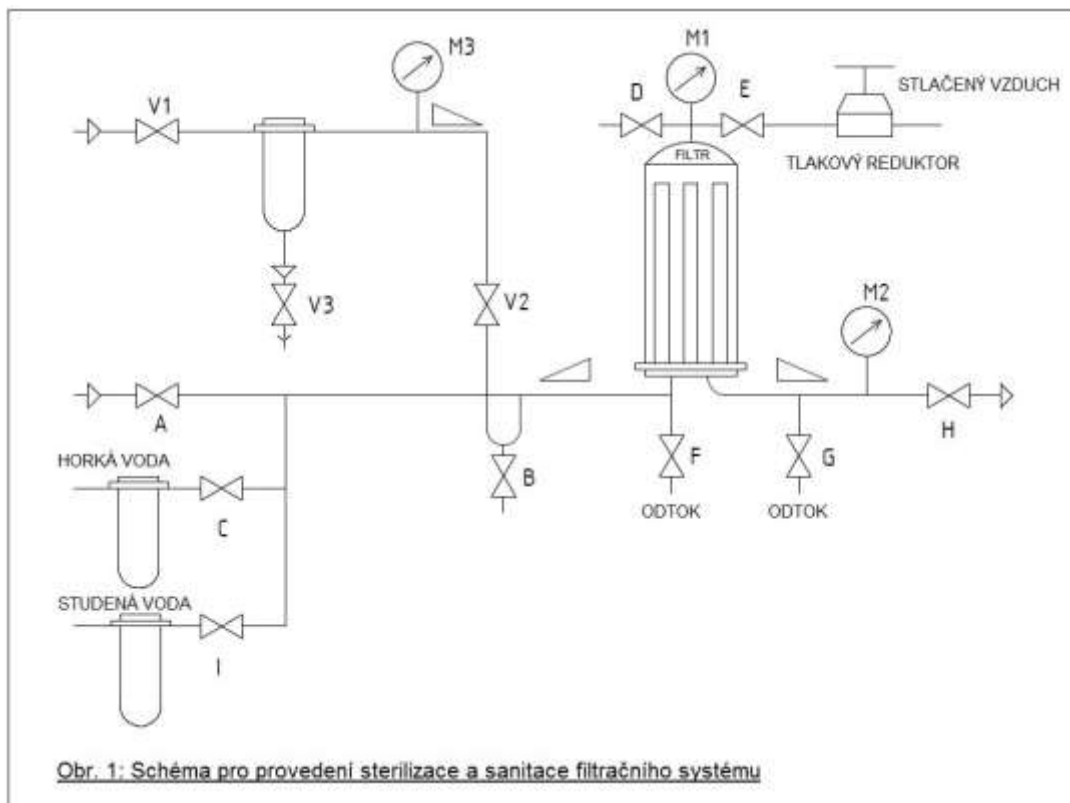 M3
M1
V1
D
E
STLAČENÝ VZDUCH
FILTR
TLAKOVÝ REDUKTOR
V3
V2
M2
A
H
HORKÁ VODA
B
F
G
C
ODTOK
ODTOK
STUDENÁ VODA
I
Obr. 1: Schéma pro provedení sterilizace a sanitace filtračního systému